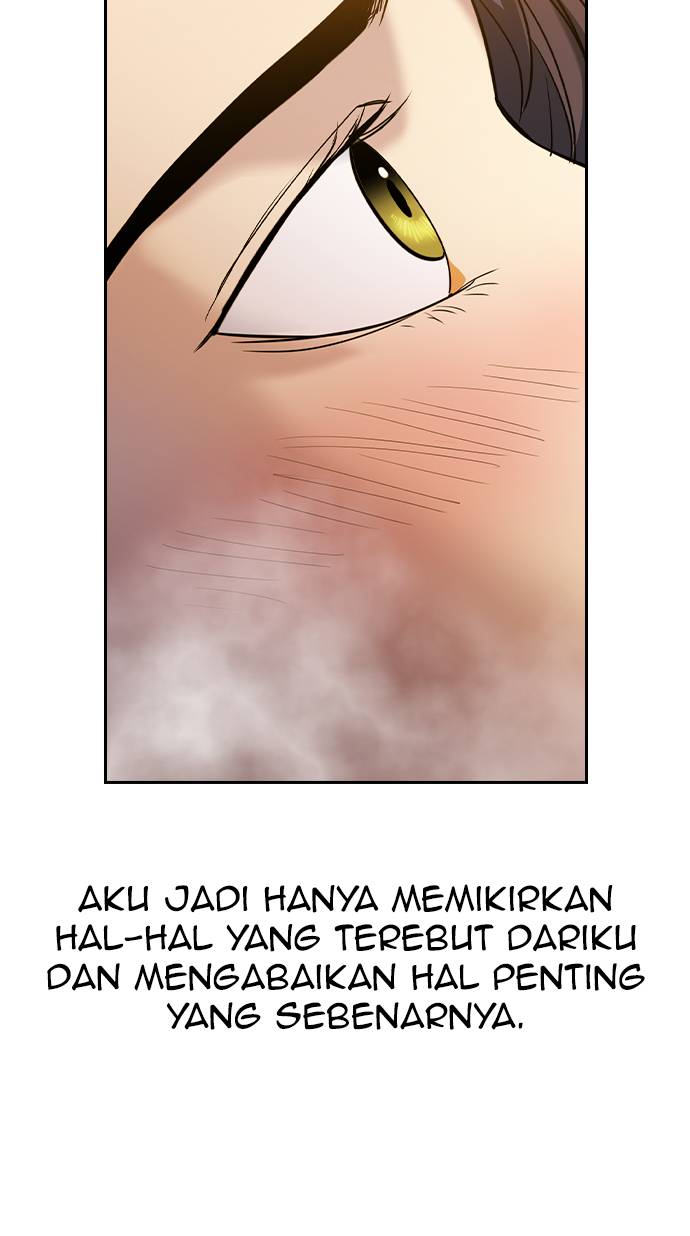 AKU JADI HANYA MEMIKIRKAN
HAL-HAL YANG TEREBUT DARIKU
DAN MENGABAIKAN HAL PENTING
YANG SEBENARNYA.